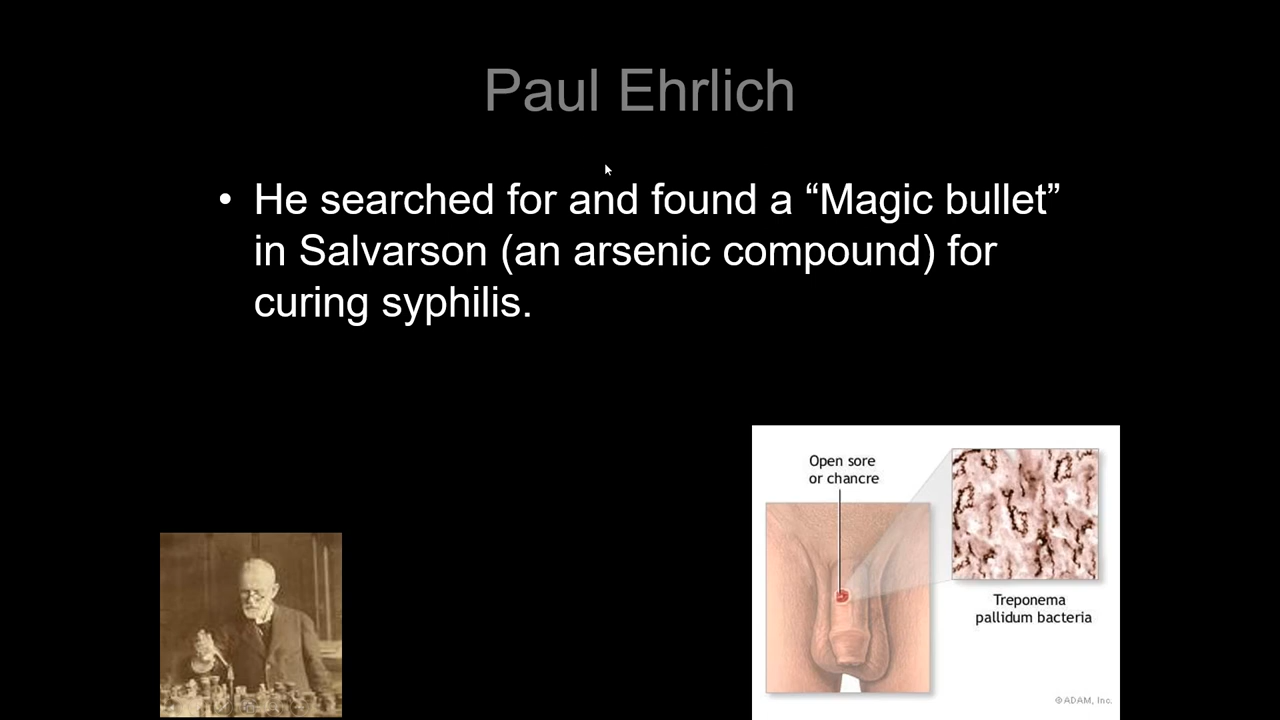 Paul Ehrlich
• He searched for and found a “Magic bullet”
in Salvarson (an arsenic compound) for
curing syphilis.
Open sore
or chancre
Treponema
pallidum bacteria
©ADAM, Inc.